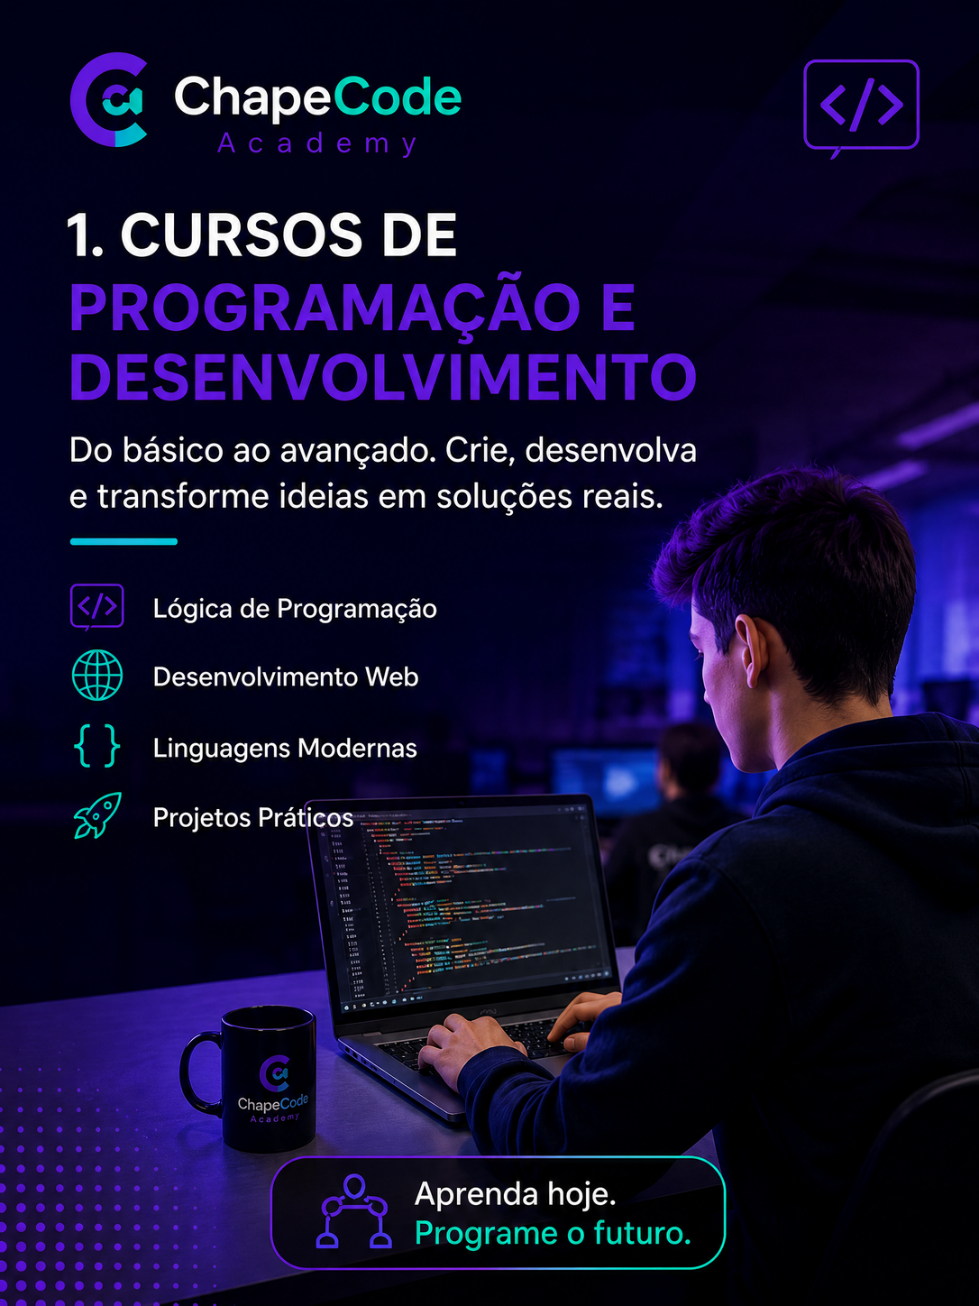 ChapeCode
Academy
1. CURSOS DE
PROGRAMAÇÃO E
DESENVOLVIMENTO
Do básico ao avançado. Crie, desenvolva
e transforme ideias em soluções reais.
Lógica de Programação
Desenvolvimento Web
Linguagens Modernas
Projetos Práticos
ChapeCode
Academy
Aprenda hoje.
Programe o futuro.